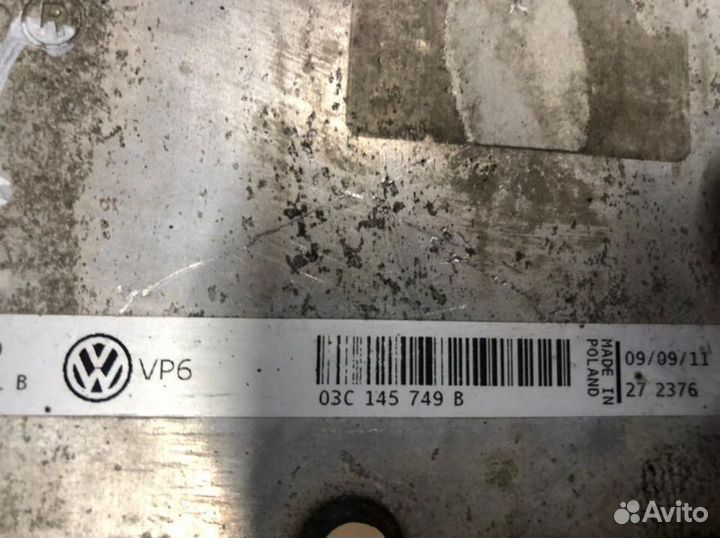 B
VP6
03C 145 749 B
MADE IN
POLAND
09/09/11
27 2376
Avito